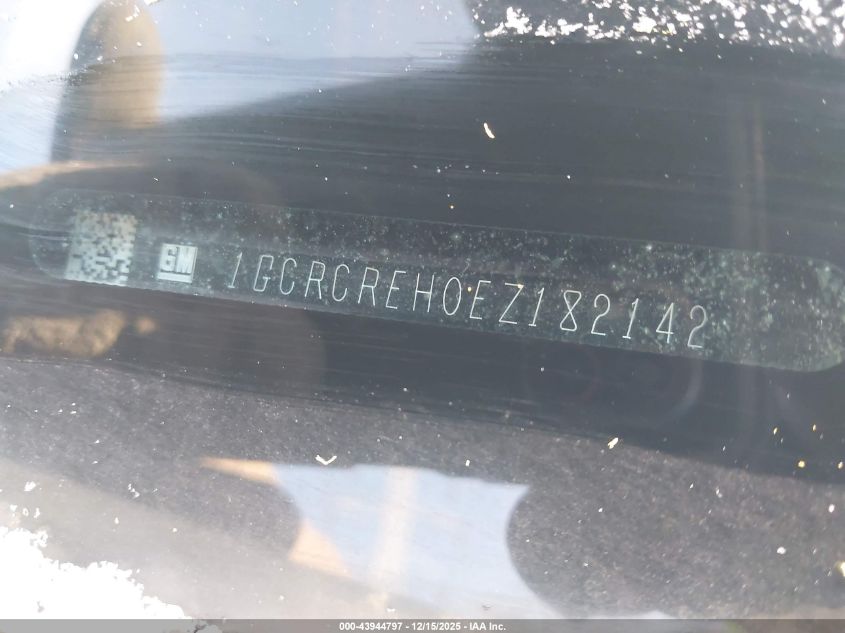 GM 1GCRCREH0EZ182142
000-43944797 - 12/15/2025 - IAA Inc.